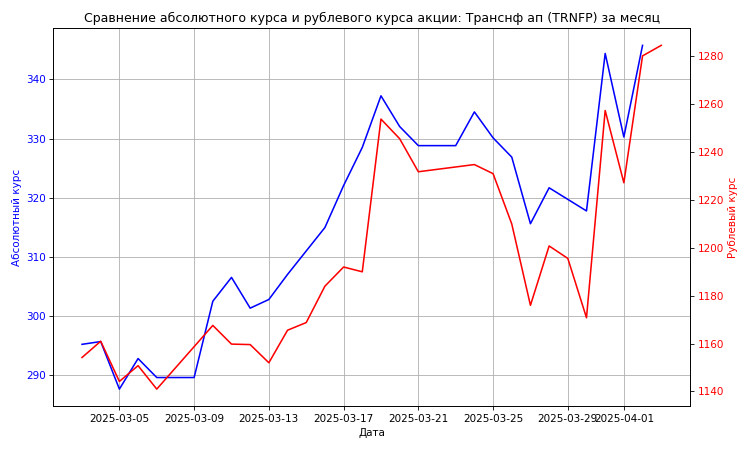 Сравнение абсолютного курса и рублевого курса акции: Транснф ап (TRNFP) за месяц
Абсолютный курс
340
330
320
310
300
290
1280
1260
1240
1220
1200
1180
1160
1140
Рублевый курс
2025-03-05 2025-03-09 2025-03-13 2025-03-17 2025-03-21 2025-03-25 2025-03-29 2025-04-01
Дата